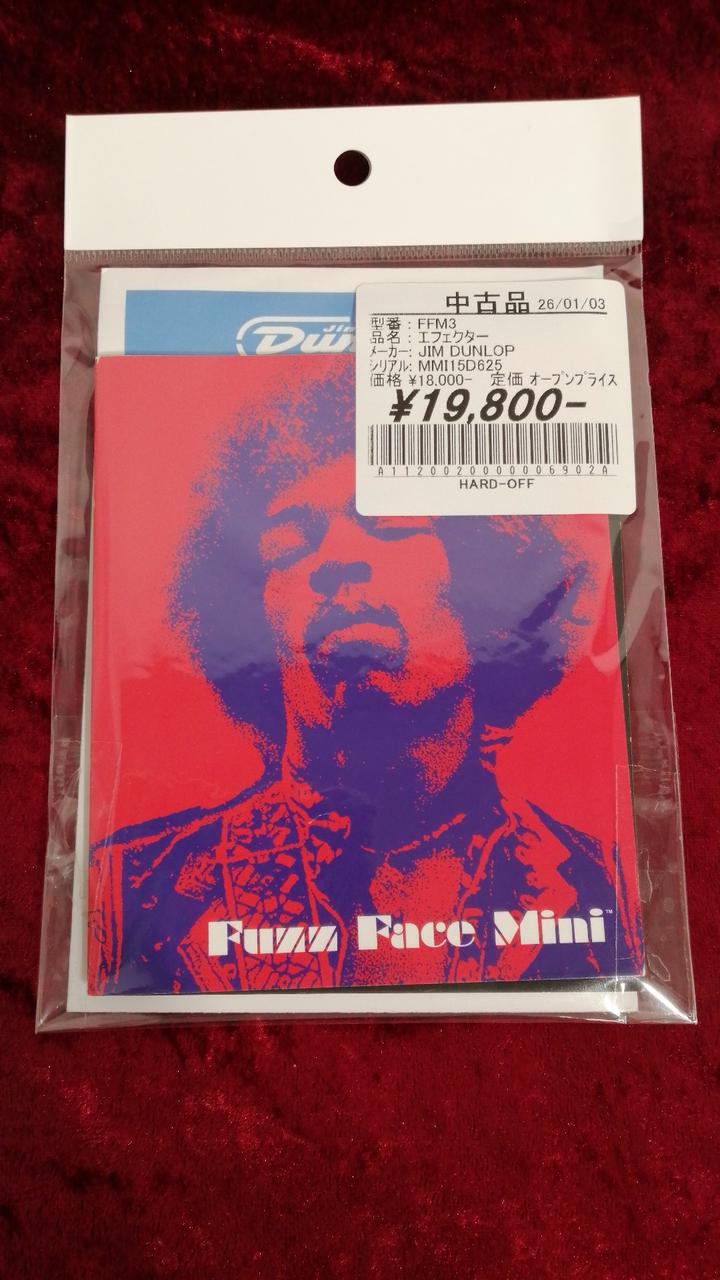 中古品 26/01/03
型番：FFM3
品名：エフェクター
メーカー：JIM DUNLOP
シリアル：MMI15D625
価格 ¥18,000- 定価 オープンプライス
¥19,800-
A112002000000006902A
HARD-OFF
Fuzz Face Mini™